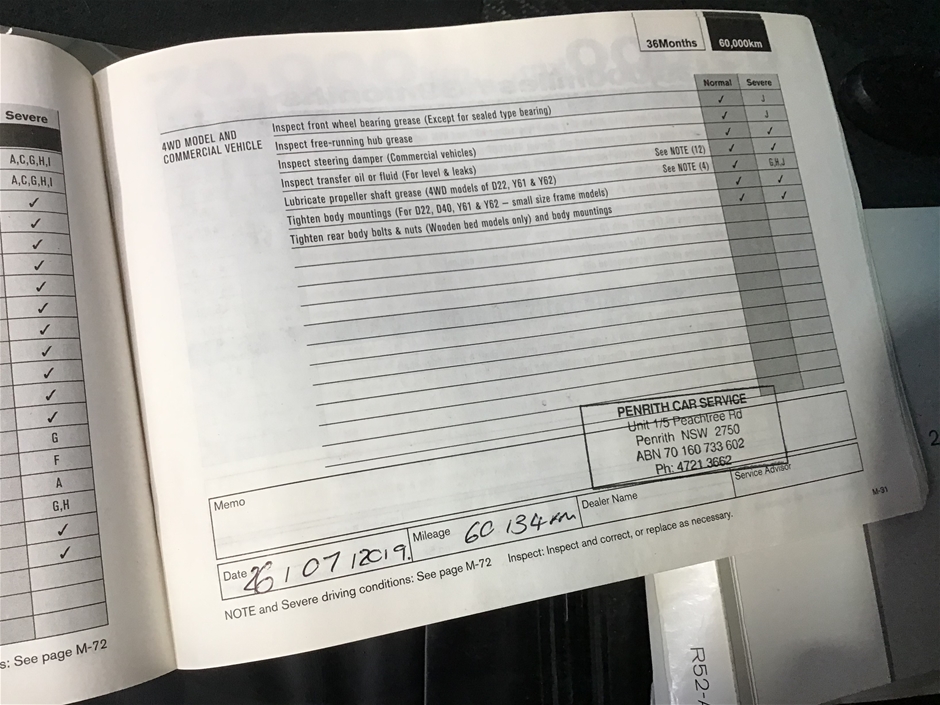 Severe
A,C,G,H,I
A,C,G,H,I
✓
✓
✓
✓
✓
✓
✓
✓
✓
✓
✓
G
F
A
G,H
✓
✓
s: See page M-72
36Months 60,000km
Normal Severe
4WD MODEL AND
COMMERCIAL VEHICLE
Inspect front wheel bearing grease (Except for sealed type bearing) ✓ J
Inspect free-running hub grease ✓ J
Inspect steering damper (Commercial vehicles) ✓ ✓
Inspect transfer oil or fluid (For level & leaks) See NOTE (12) ✓ ✓
Lubricate propeller shaft grease (4WD models of D22, Y61 & Y62) See NOTE (4) ✓ G,H,J
Tighten body mountings (For D22, D40, Y61 & Y62 – small size frame models) ✓ ✓
Tighten rear body bolts & nuts (Wooden bed models only) and body mountings ✓ ✓
PENRITH CAR SERVICE
Unit 1/5 Peachtree Rd
Penrith NSW 2750
ABN 70 160 733 602
Ph: 4721 3662
Memo
Date 26 / 07 / 2019. Mileage 60 134 km Dealer Name Service Advisor
NOTE and Severe driving conditions: See page M-72 Inspect: Inspect and correct, or replace as necessary.
M-91
2